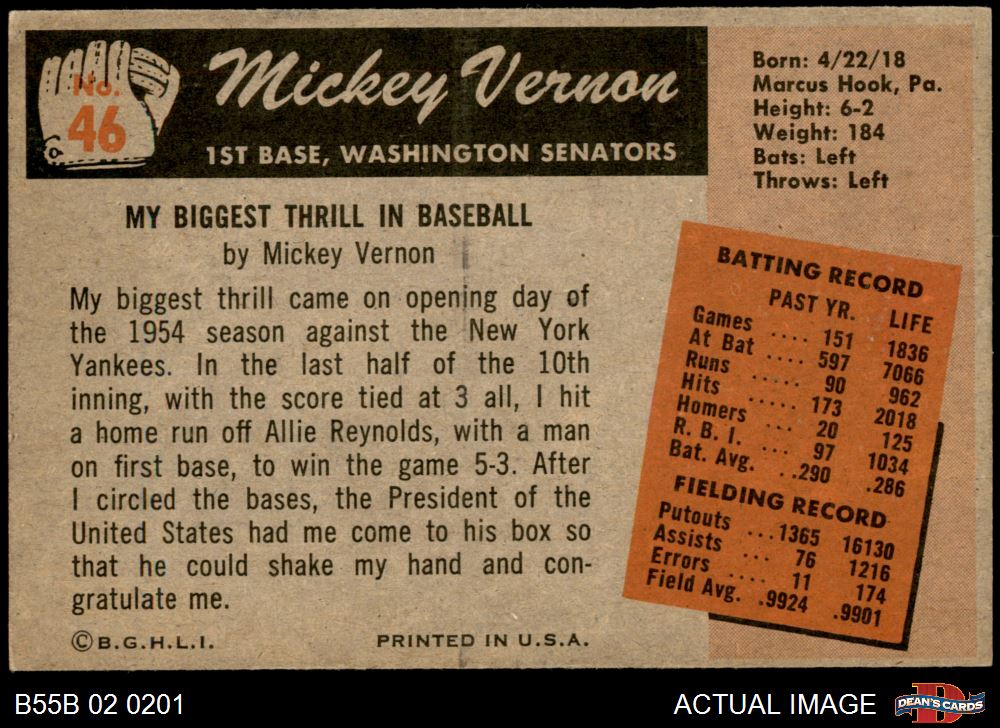 No.
46
Mickey Vernon
1ST BASE, WASHINGTON SENATORS
Born: 4/22/18
Marcus Hook, Pa.
Height: 6-2
Weight: 184
Bats: Left
Throws: Left
MY BIGGEST THRILL IN BASEBALL
by Mickey Vernon
My biggest thrill came on opening day of
the 1954 season against the New York
Yankees. In the last half of the 10th
inning, with the score tied at 3 all, I hit
a home run off Allie Reynolds, with a man
on first base, to win the game 5-3. After
I circled the bases, the President of the
United States had me come to his box so
that he could shake my hand and con-
gratulate me.
© B.G.H.L.I. PRINTED IN U.S.A.
BATTING RECORD
PAST YR. LIFE
Games .... 151 1836
At Bat .... 597 7066
Runs ..... 90 962
Hits ..... 173 2018
Homers ... 20 125
R. B. I. ... 97 1034
Bat. Avg. .290 .286
FIELDING RECORD
Putouts ...1365 16130
Assists ... 76 1216
Errors .... 11 174
Field Avg. .9924 .9901
B55B 02 0201 ACTUAL IMAGE
D
DEAN'S CARDS